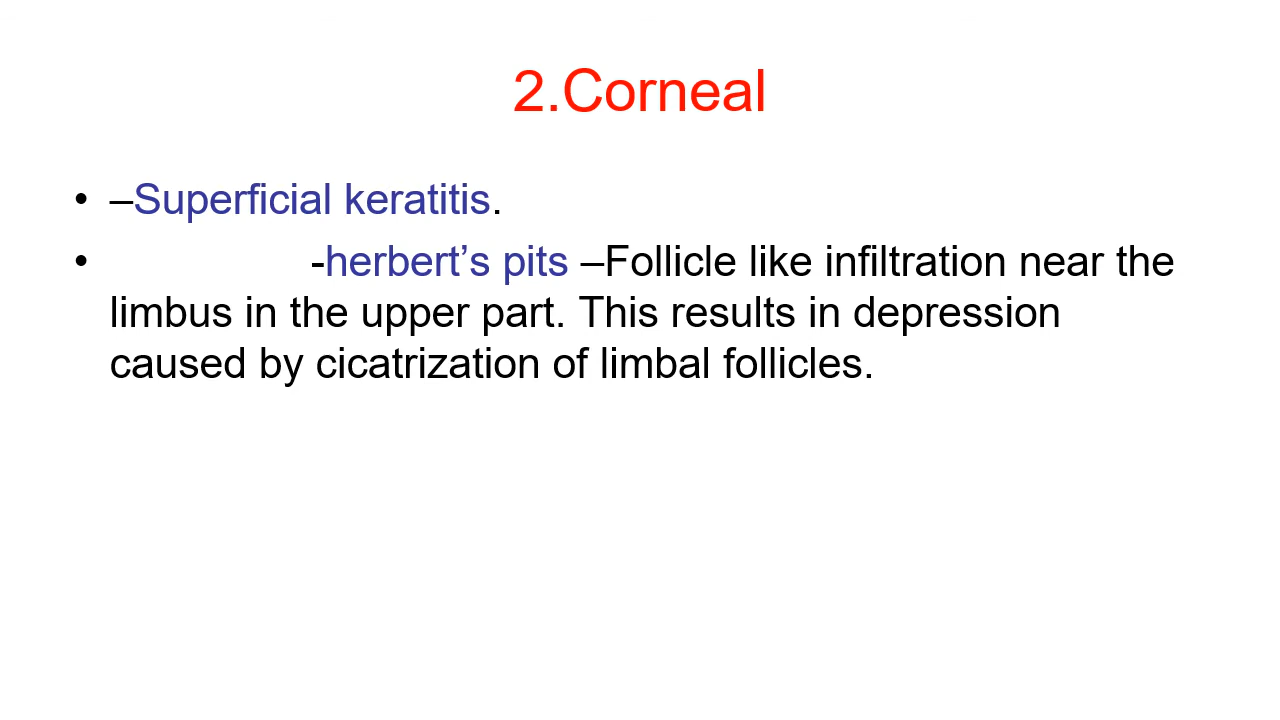 2.Corneal
• –Superficial keratitis.
• -herbert’s pits –Follicle like infiltration near the
limbus in the upper part. This results in depression
caused by cicatrization of limbal follicles.